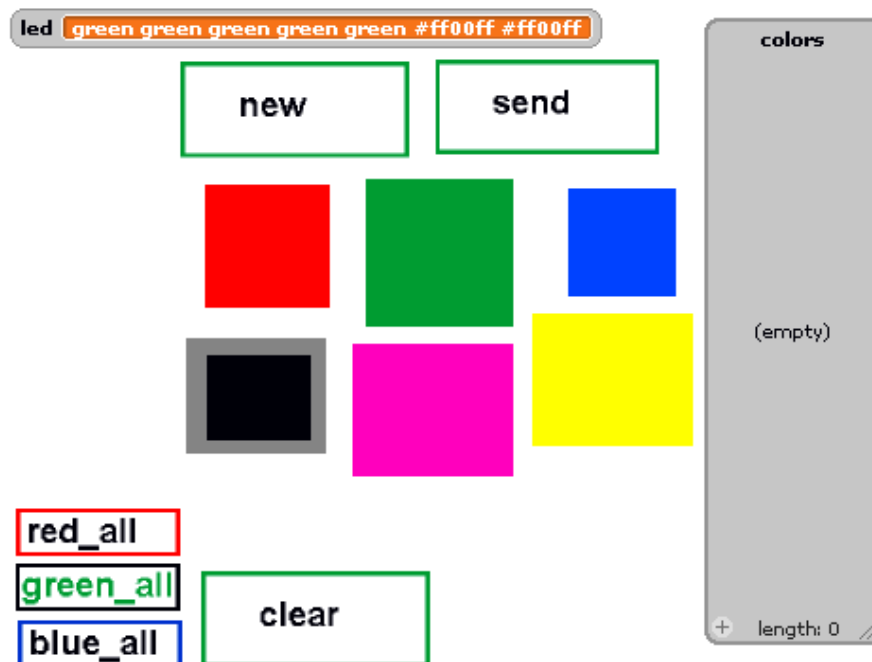 led green green green green green #ff00ff #ff00ff
colors
new
send
(empty)
red_all
green_all
blue_all
clear
+ length: 0